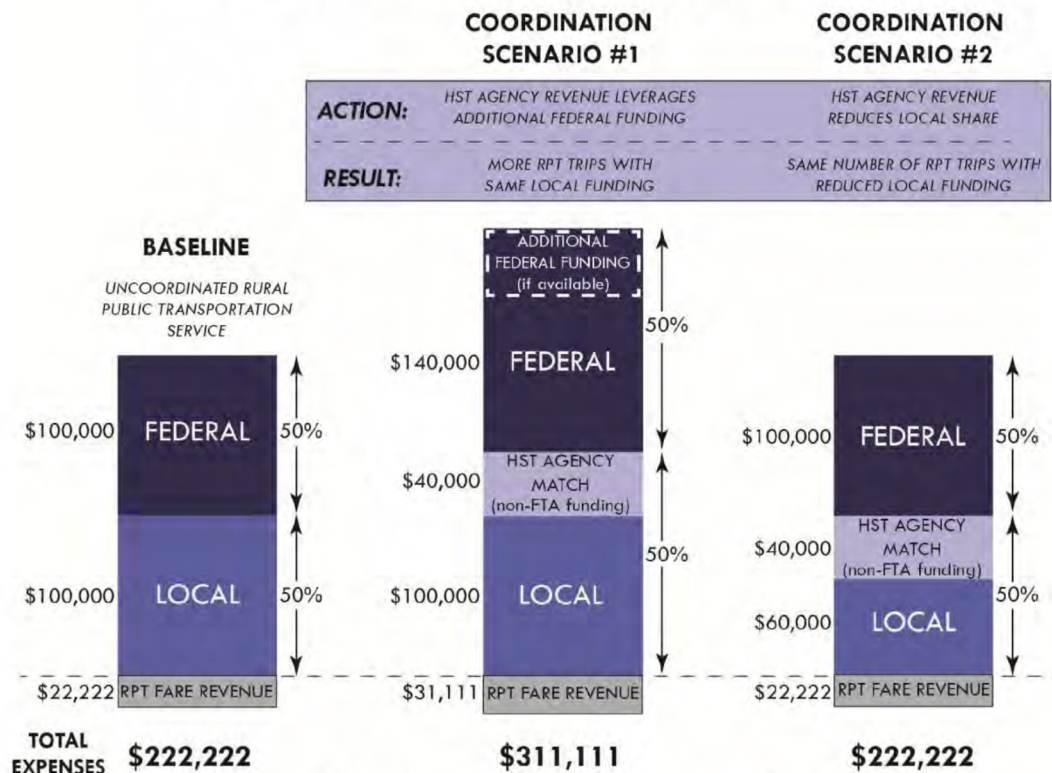 COORDINATION
SCENARIO #1
COORDINATION
SCENARIO #2
ACTION:
HST AGENCY REVENUE LEVERAGES
ADDITIONAL FEDERAL FUNDING
HST AGENCY REVENUE
REDUCES LOCAL SHARE
RESULT:
MORE RPT TRIPS WITH
SAME LOCAL FUNDING
SAME NUMBER OF RPT TRIPS WITH
REDUCED LOCAL FUNDING
BASELINE
UNCOORDINATED RURAL
PUBLIC TRANSPORTATION
SERVICE
$100,000
FEDERAL
50%
$100,000
LOCAL
50%
$22,222
RPT FARE REVENUE
ADDITIONAL
FEDERAL FUNDING
(if available)
50%
$140,000
FEDERAL
$40,000
HST AGENCY
MATCH
(non-FTA funding)
50%
$100,000
LOCAL
$31,111
RPT FARE REVENUE
$100,000
FEDERAL
50%
$40,000
HST AGENCY
MATCH
(non-FTA funding)
50%
$60,000
LOCAL
$22,222
RPT FARE REVENUE
TOTAL
EXPENSES
$222,222
$311,111
$222,222